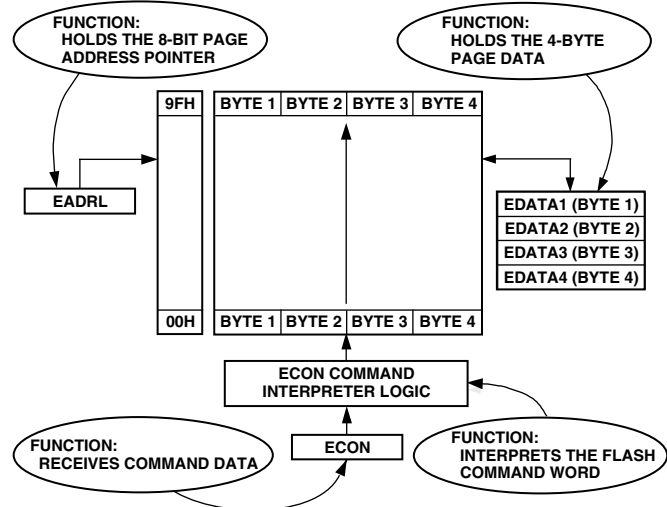 FUNCTION:
HOLDS THE 8-BIT PAGE
ADDRESS POINTER
FUNCTION:
HOLDS THE 4-BYTE
PAGE DATA
9FH
BYTE 1 BYTE 2 BYTE 3 BYTE 4
EADRL
EDATA1 (BYTE 1)
EDATA2 (BYTE 2)
EDATA3 (BYTE 3)
EDATA4 (BYTE 4)
00H
BYTE 1 BYTE 2 BYTE 3 BYTE 4
ECON COMMAND
INTERPRETER LOGIC
FUNCTION:
RECEIVES COMMAND DATA
ECON
FUNCTION:
INTERPRETS THE FLASH
COMMAND WORD